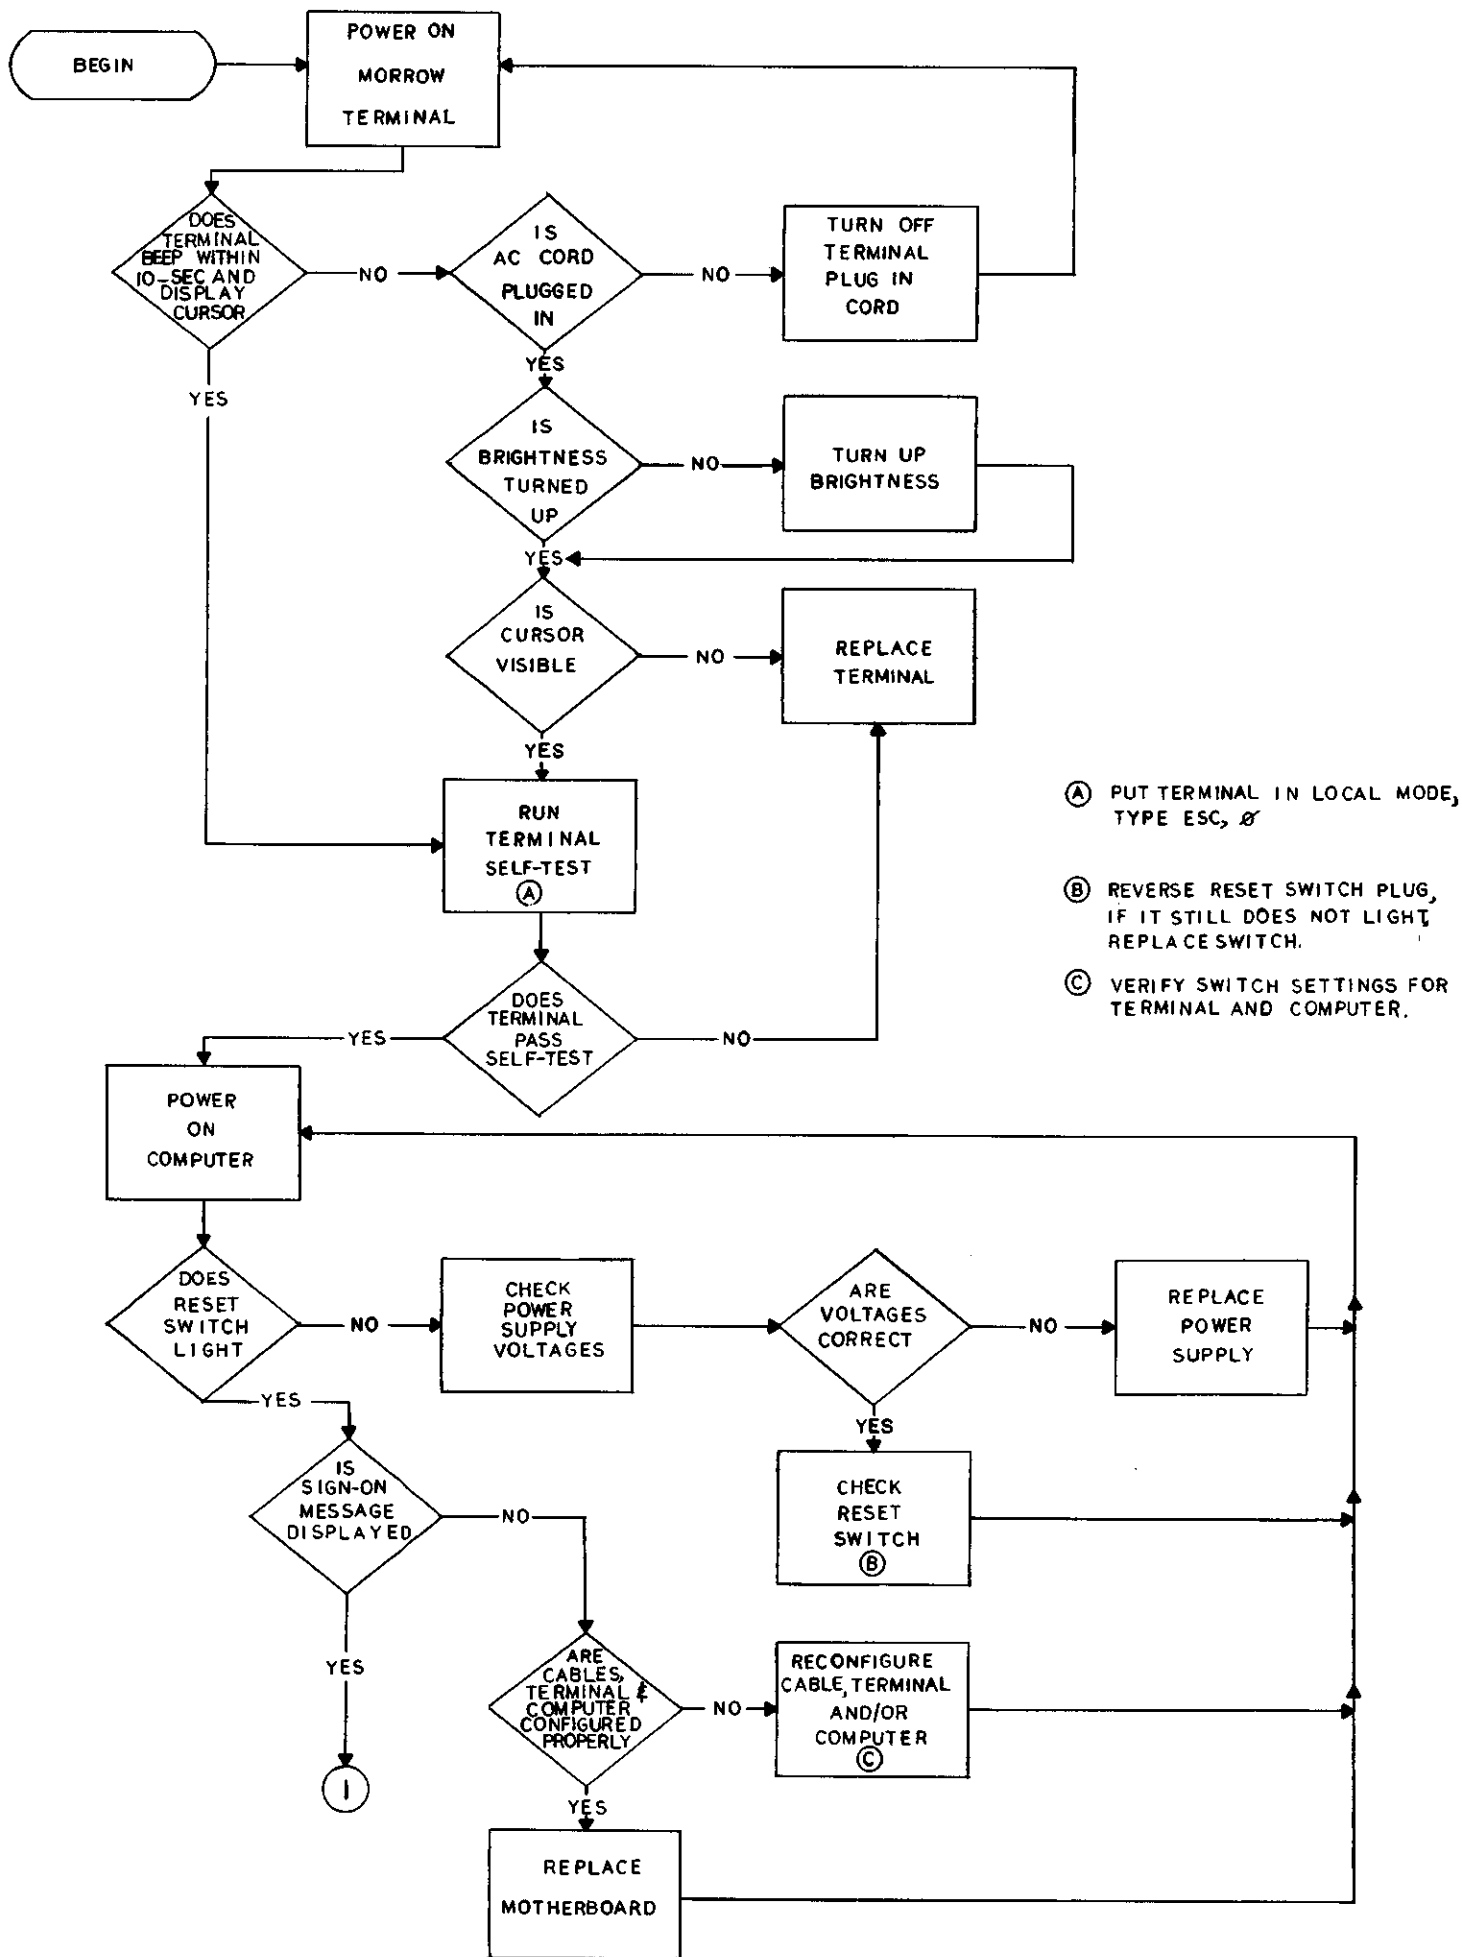 BEGIN
POWER ON
MORROW
TERMINAL
DOES
TERMINAL
BEEP WITHIN
10-SEC AND
DISPLAY
CURSOR
NO
IS
AC CORD
PLUGGED
IN
NO
TURN OFF
TERMINAL
PLUG IN
CORD
YES
YES
IS
BRIGHTNESS
TURNED
UP
NO
TURN UP
BRIGHTNESS
YES
IS
CURSOR
VISIBLE
NO
REPLACE
TERMINAL
YES
RUN
TERMINAL
SELF-TEST
A
A PUT TERMINAL IN LOCAL MODE,
TYPE ESC, Ø
B REVERSE RESET SWITCH PLUG,
IF IT STILL DOES NOT LIGHT,
REPLACE SWITCH.
C VERIFY SWITCH SETTINGS FOR
TERMINAL AND COMPUTER.
DOES
TERMINAL
PASS
SELF-TEST
YES
NO
POWER
ON
COMPUTER
DOES
RESET
SWITCH
LIGHT
NO
CHECK
POWER
SUPPLY
VOLTAGES
ARE
VOLTAGES
CORRECT
NO
REPLACE
POWER
SUPPLY
YES
YES
IS
SIGN-ON
MESSAGE
DISPLAYED
NO
CHECK
RESET
SWITCH
B
YES
1
ARE
CABLES,
TERMINAL &
COMPUTER
CONFIGURED
PROPERLY
NO
RECONFIGURE
CABLE, TERMINAL
AND/OR
COMPUTER
C
YES
REPLACE
MOTHERBOARD